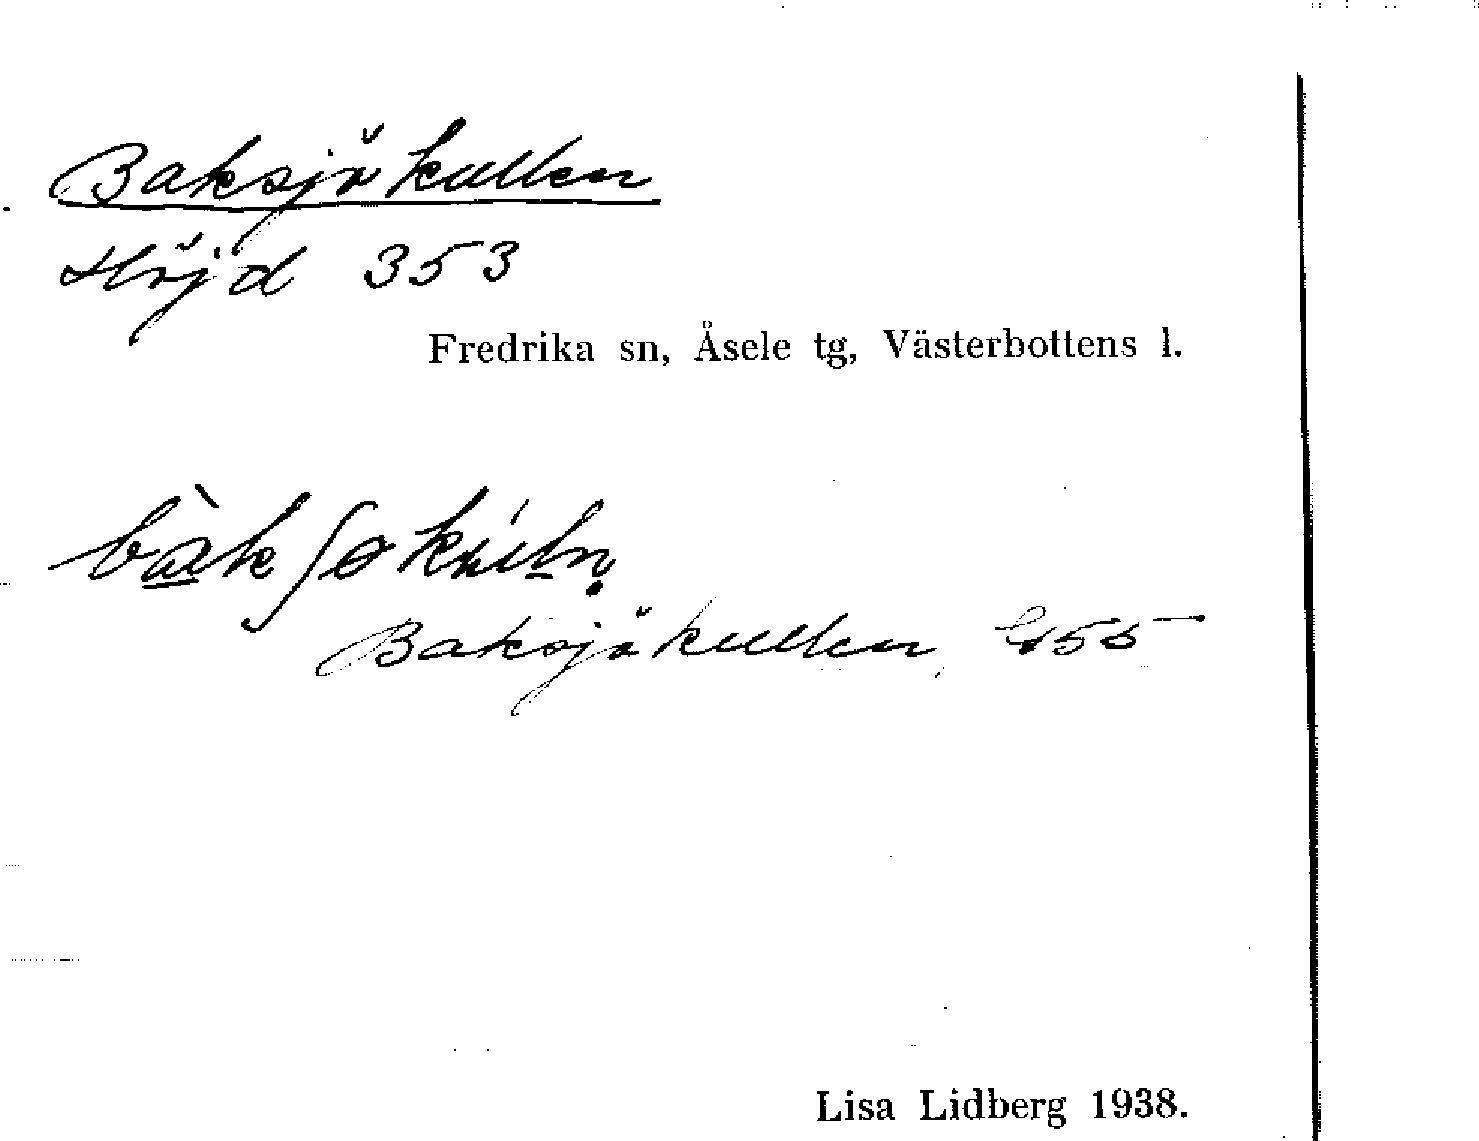 Baksjökullen
Höjd 353
Fredrika sn, Åsele tg, Västerbottens l.
Baksjökullen, 455
Lisa Lidberg 1938.